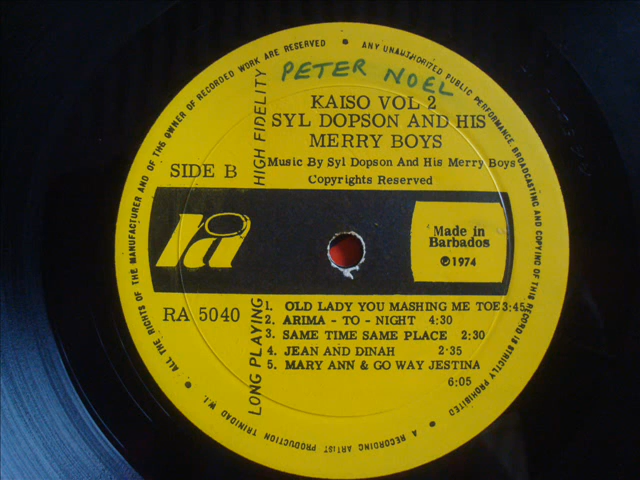 ALL THE RIGHTS OF THE MANUFACTURER AND OF THE OWNER OF RECORDED WORK ARE RESERVED • ANY UNAUTHORIZED PUBLIC PERFORMANCE, BROADCASTING AND COPYING OF THIS RECORD IS STRICTLY PROHIBITED
PETER NOEL
KAISO VOL 2
SYL DOPSON AND HIS
MERRY BOYS
Music By Syl Dopson And His Merry Boys
Copyrights Reserved
SIDE B
HIGH FIDELITY
ra
Made in
Barbados
℗1974
RA 5040
LONG PLAYING
1. OLD LADY YOU MASHING ME TOE 3:45
2. ARIMA - TO - NIGHT 4:30
3. SAME TIME SAME PLACE 2:30
4. JEAN AND DINAH 2:35
5. MARY ANN & GO WAY JESTINA
6:05
• A RECORDING ARTIST PRODUCTION TRINIDAD W.I. •